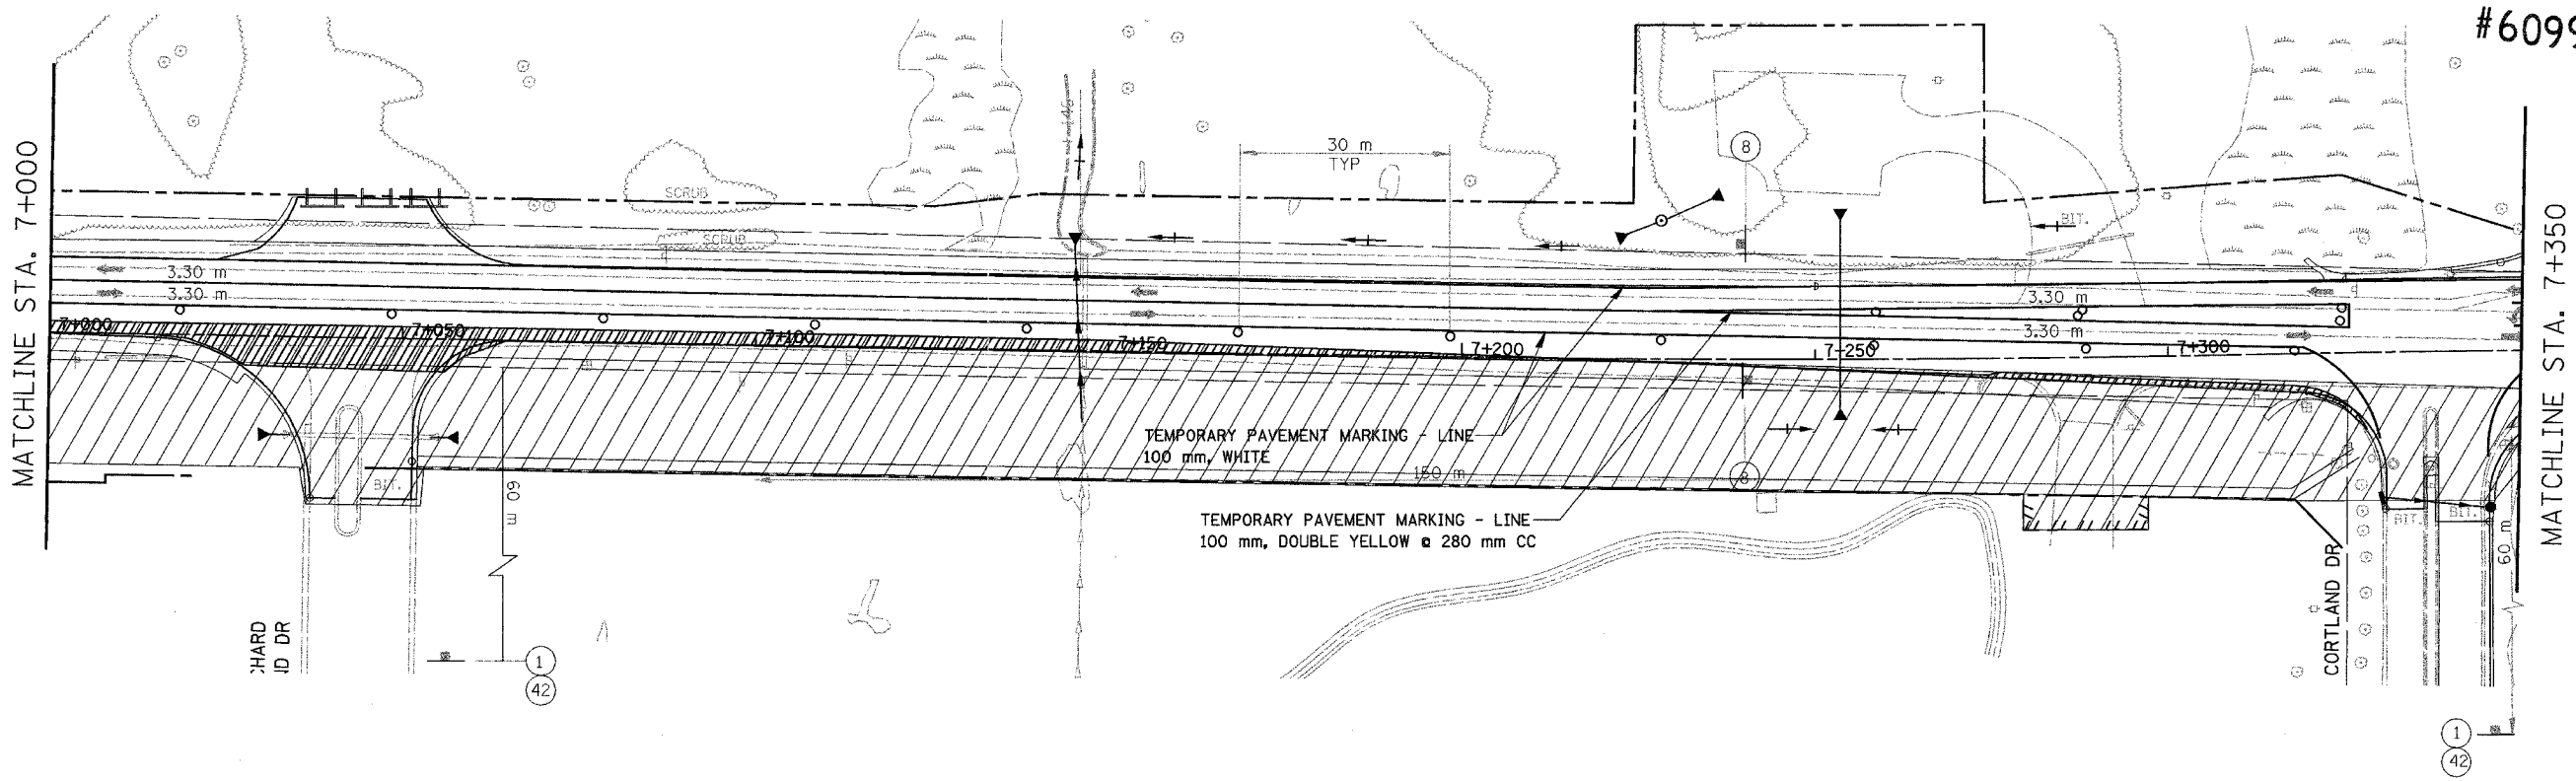 #6099
MATCHLINE STA. 7+000
MATCHLINE STA. 7+350
30 m
TYP
8
SCRUB
SCRUB
BIT.
3.30 m
3.30 m
3.30 m
3.30 m
7+000
7+050
7+100
7+150
7+200
7+250
7+300
TEMPORARY PAVEMENT MARKING - LINE
100 mm, WHITE
150 m
8
TEMPORARY PAVEMENT MARKING - LINE
100 mm, DOUBLE YELLOW @ 280 mm CC
BIT.
60 m
BIT.
BIT.
60 m
CHARD
ND DR
CORTLAND DR
1
42
1
42